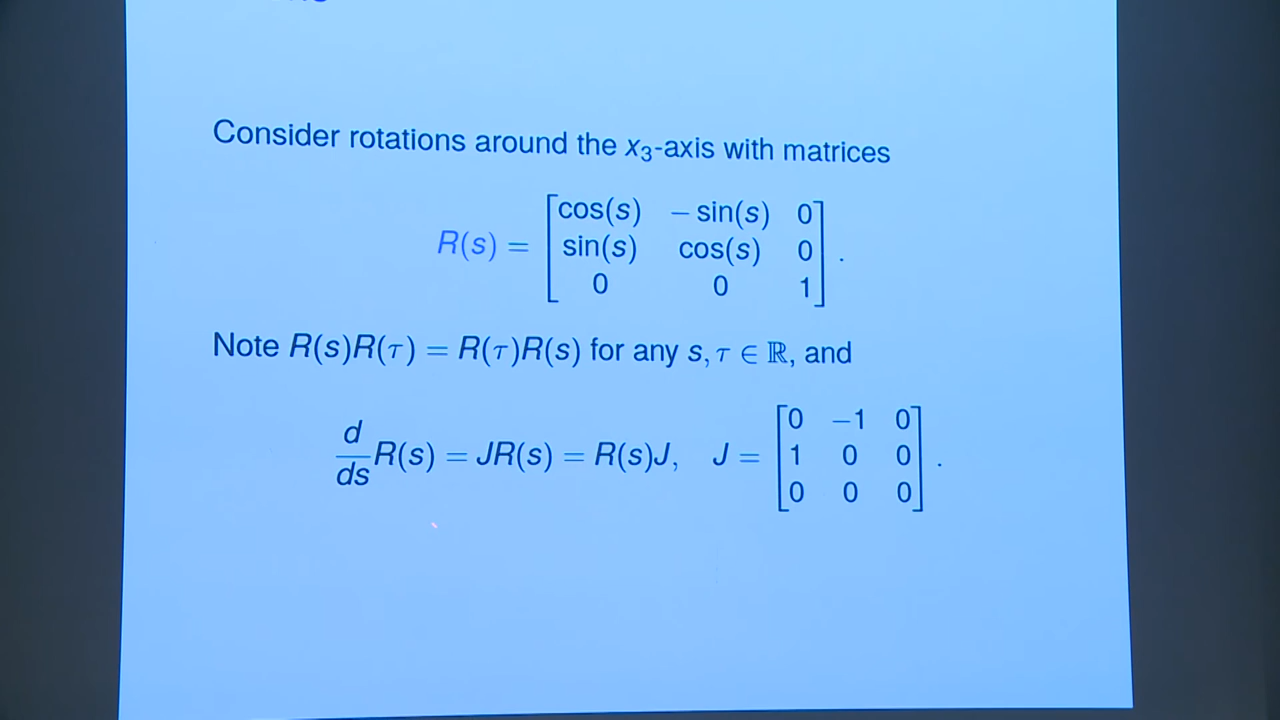 Consider rotations around the x₃-axis with matrices
R(s) = [cos(s) − sin(s) 0
sin(s) cos(s) 0
0 0 1] .
Note R(s)R(τ) = R(τ)R(s) for any s, τ ∈ ℝ, and
d/ds R(s) = JR(s) = R(s)J, J = [0 −1 0
1 0 0
0 0 0] .